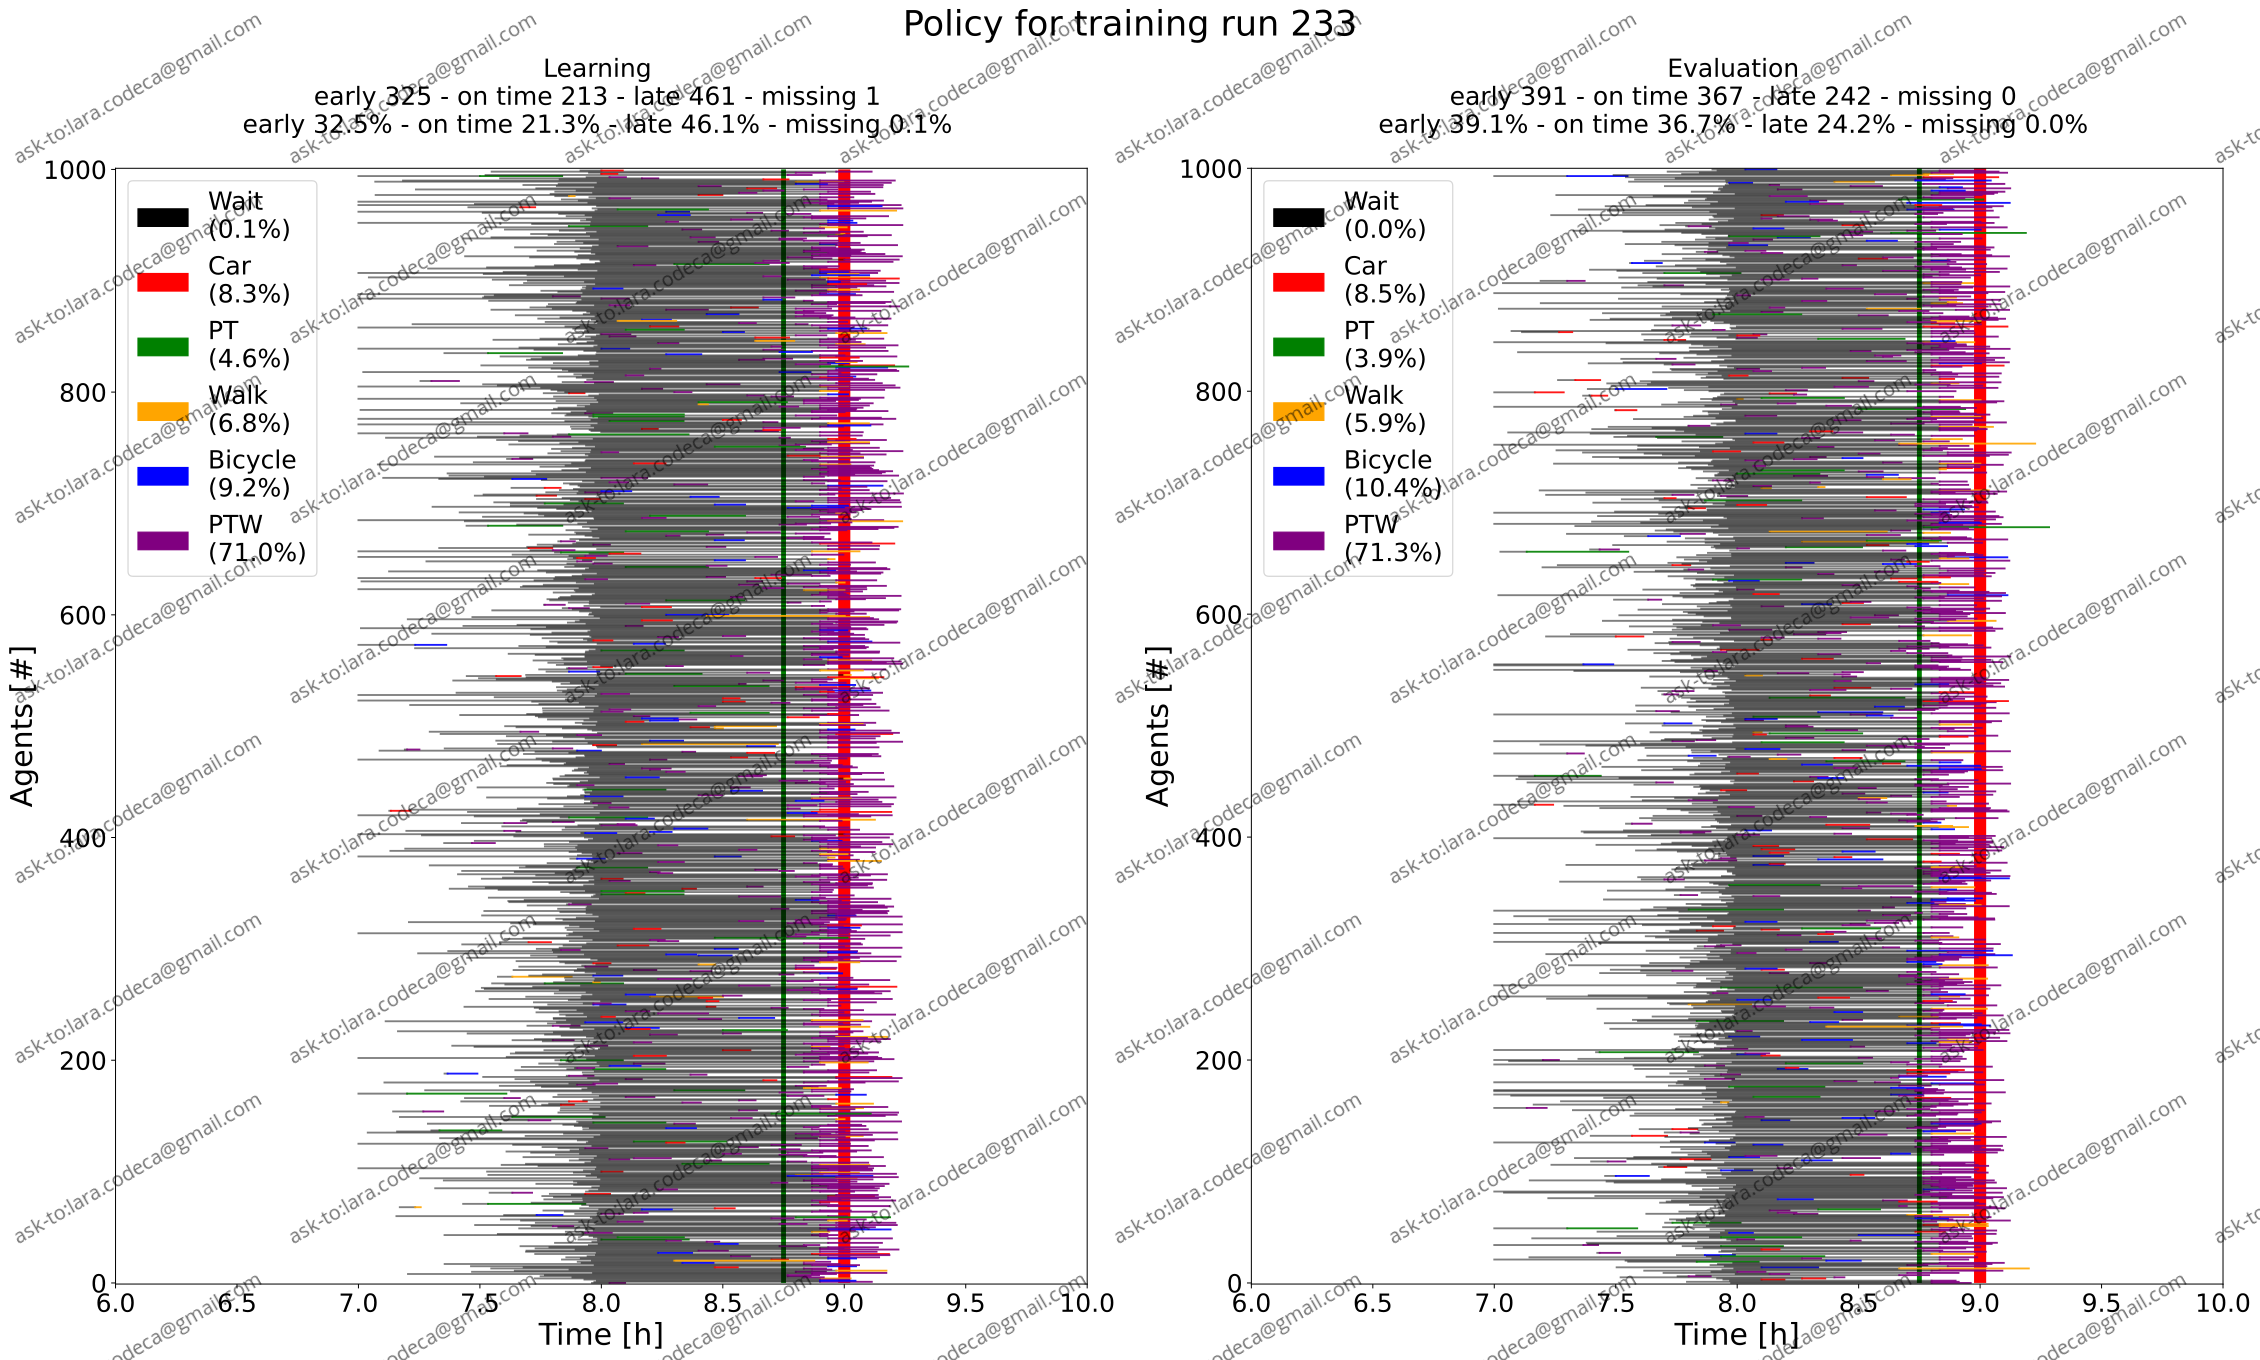 Policy for training run 233
Learning
early 325 - on time 213 - late 461 - missing 1
early 32.5% - on time 21.3% - late 46.1% - missing 0.1%
1000
800
600
400
200
0
Agents [#]
Wait
(0.1%)
Car
(8.3%)
PT
(4.6%)
Walk
(6.8%)
Bicycle
(9.2%)
PTW
(71.0%)
6.0 6.5 7.0 7.5 8.0 8.5 9.0 9.5 10.0
Time [h]
Evaluation
early 391 - on time 367 - late 242 - missing 0
early 39.1% - on time 36.7% - late 24.2% - missing 0.0%
1000
800
600
400
200
0
Agents [#]
Wait
(0.0%)
Car
(8.5%)
PT
(3.9%)
Walk
(5.9%)
Bicycle
(10.4%)
PTW
(71.3%)
6.0 6.5 7.0 7.5 8.0 8.5 9.0 9.5 10.0
Time [h]
ask-to:lara.codeca@gmail.com